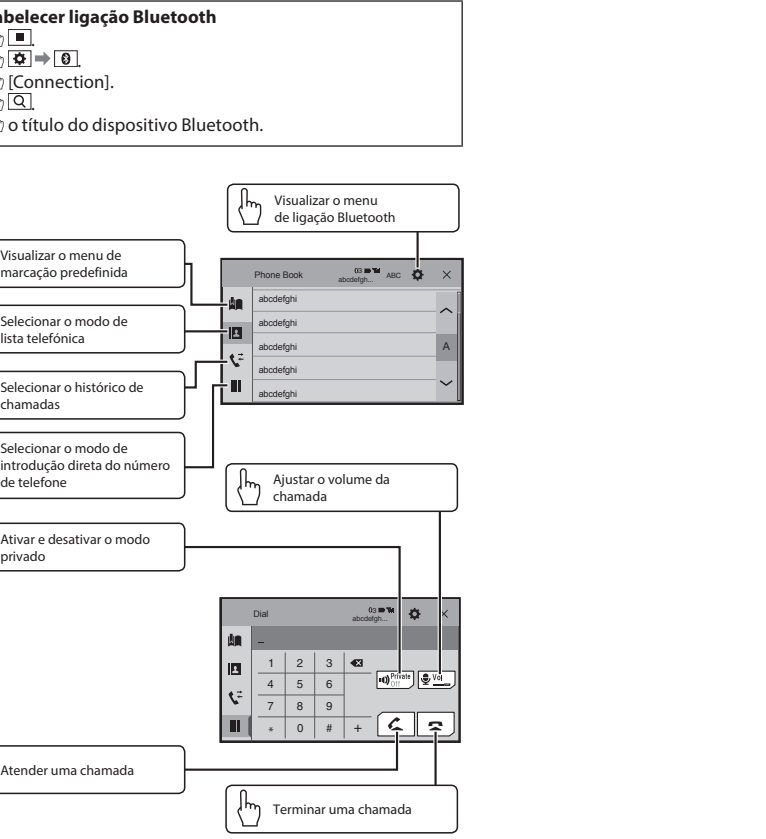 abelecer ligação Bluetooth
[Connection].
o título do dispositivo Bluetooth.
Visualizar o menu
de ligação Bluetooth
Visualizar o menu de
marcação predefinida
Selecionar o modo de
lista telefónica
Selecionar o histórico de
chamadas
Selecionar o modo de
introdução direta do número
de telefone
Phone Book
03
abcdefgh...
ABC
abcdefghi
abcdefghi
abcdefghi
A
abcdefghi
abcdefghi
Ajustar o volume da
chamada
Ativar e desativar o modo
privado
Dial
03
abcdefgh...
–
1 2 3
4 5 6
7 8 9
* 0 # +
Private
Off
Vol
Atender uma chamada
Terminar uma chamada